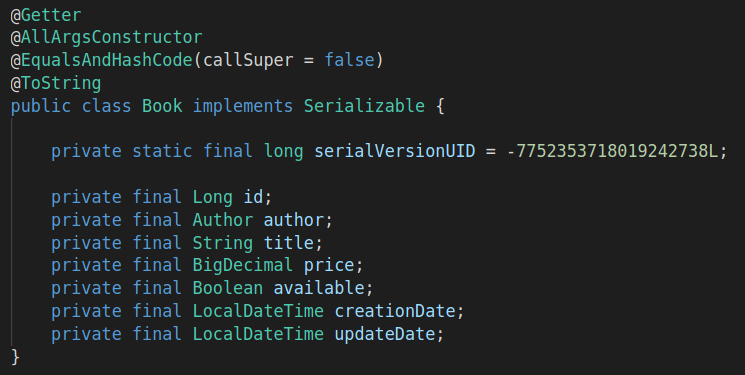 @Getter
@AllArgsConstructor
@EqualsAndHashCode(callSuper = false)
@ToString
public class Book implements Serializable {
private static final long serialVersionUID = -7752353718019242738L;
private final Long id;
private final Author author;
private final String title;
private final BigDecimal price;
private final Boolean available;
private final LocalDateTime creationDate;
private final LocalDateTime updateDate;
}